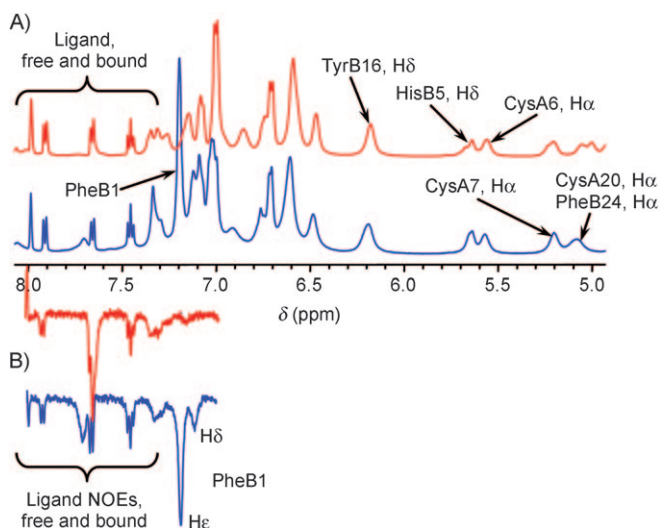 A)
Ligand,
free and bound
TyrB16, Hδ
HisB5, Hδ
CysA6, Hα
PheB1
CysA7, Hα
CysA20, Hα
PheB24, Hα
8.0 7.5 7.0 6.5 6.0 5.5 5.0
δ (ppm)
B)
Hδ
PheB1
Ligand NOEs,
free and bound
Hε